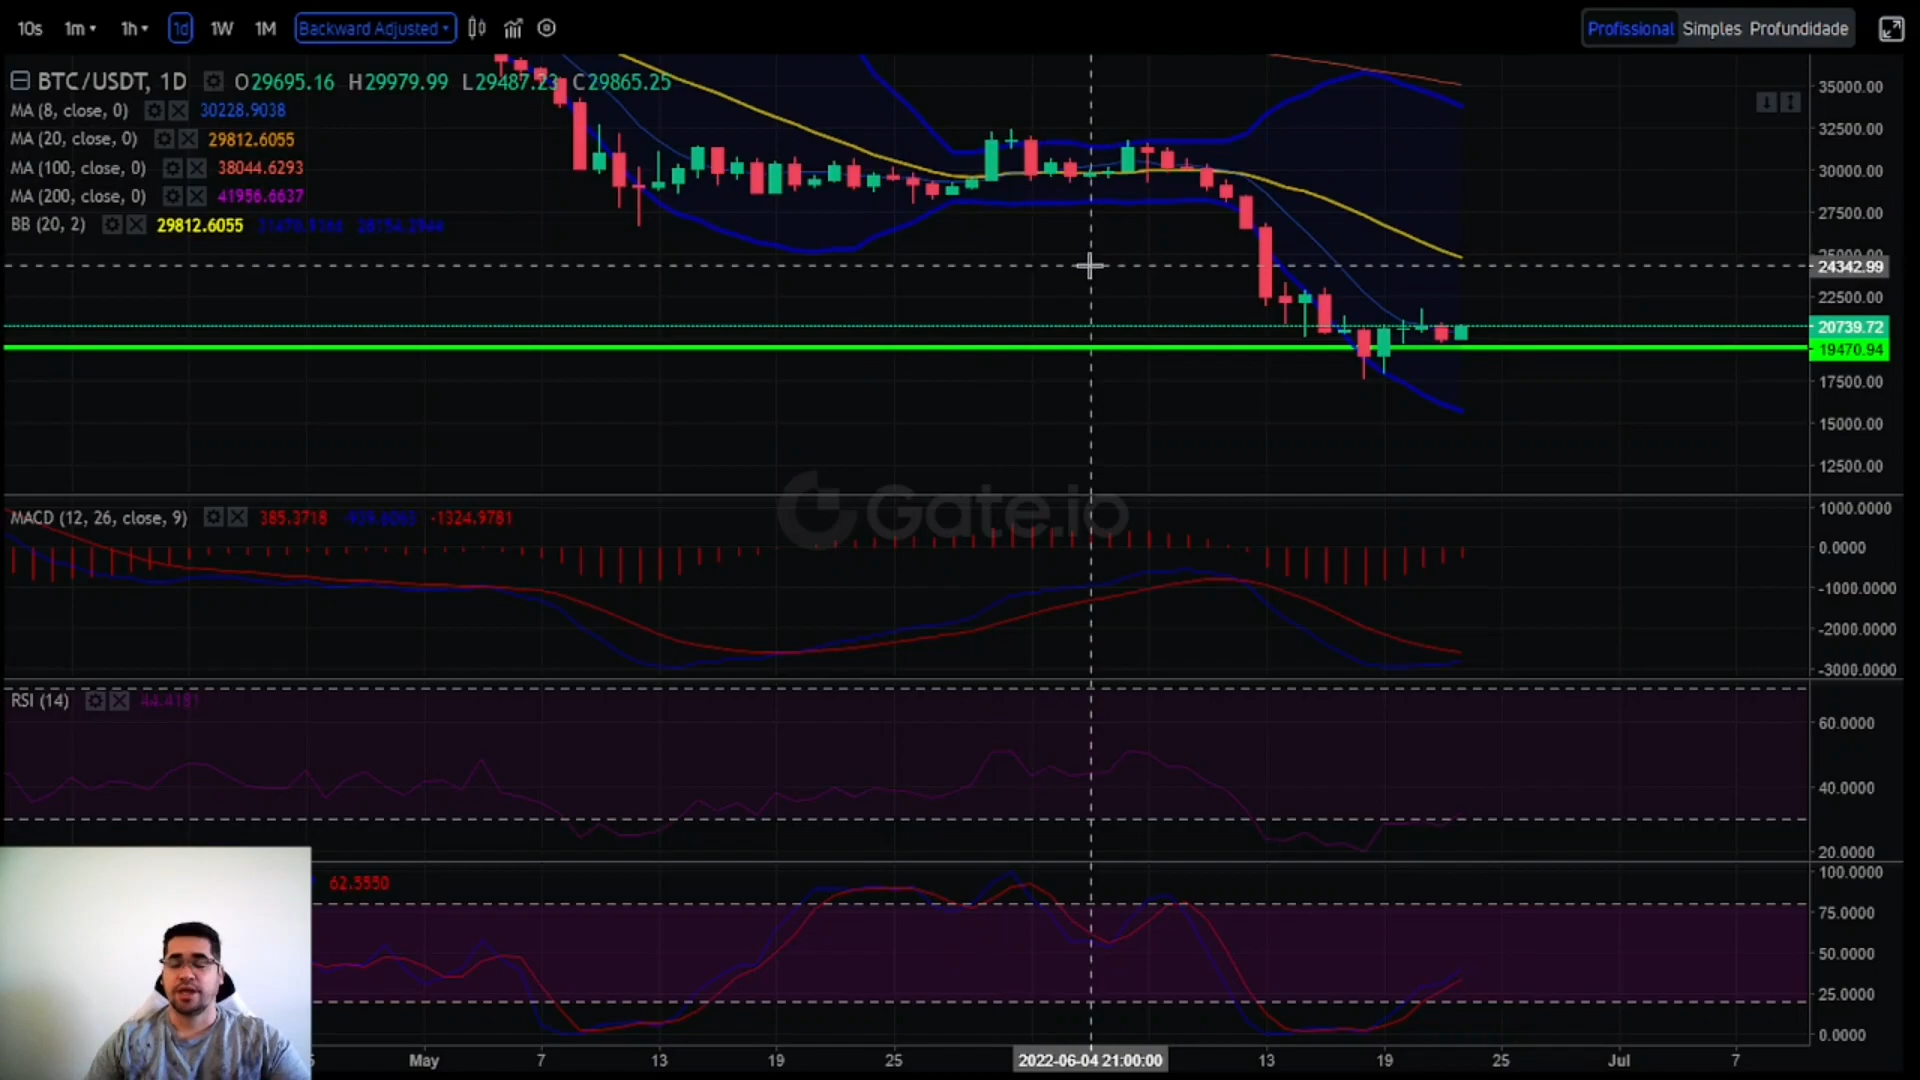 10s 1m 1h 1d 1W 1M Backward Adjusted Profissional Simples Profundidade
BTC/USDT, 1D O29695.16 H29979.99 L29487.23 C29865.25
MA (8, close, 0) 30228.9038
MA (20, close, 0) 29812.6055
MA (100, close, 0) 38044.6293
MA (200, close, 0) 41956.6637
BB (20, 2) 29812.6055
35000.00
32500.00
30000.00
27500.00
25000.00
24342.99
22500.00
20739.72
19470.94
17500.00
15000.00
12500.00
Gate.io
MACD (12, 26, close, 9) 385.3718 -1324.9781
1000.0000
0.0000
-1000.0000
-2000.0000
-3000.0000
RSI (14) 44.4181
60.0000
40.0000
20.0000
62.5550
100.0000
75.0000
50.0000
25.0000
0.0000
May 7 13 19 25 2022-06-04 21:00:00 13 19 25 Jul 7